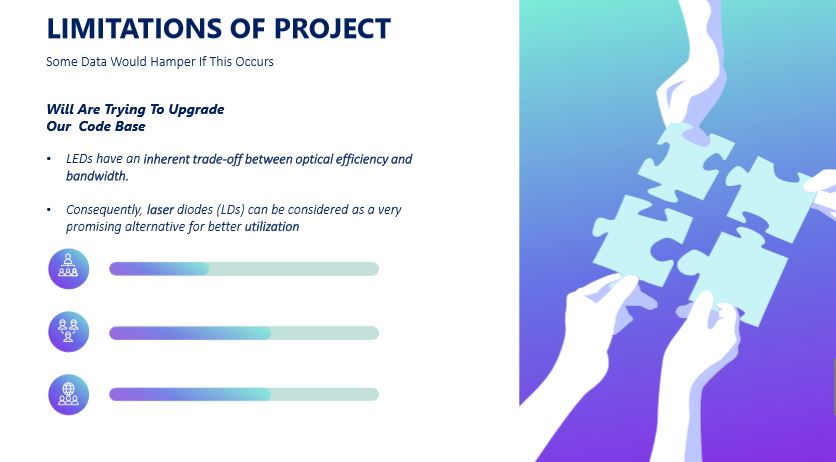 LIMITATIONS OF PROJECT
Some Data Would Hamper If This Occurs
Will Are Trying To Upgrade
Our  Code Base
• LEDs have an inherent trade-off between optical efficiency and
bandwidth.
• Consequently, laser diodes (LDs) can be considered as a very
promising alternative for better utilization